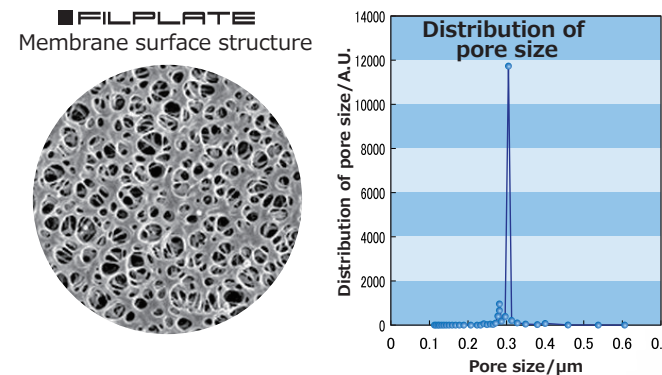 FILPLATE
Membrane surface structure
Distribution of
pore size
Distribution of pore size/A.U.
14000
12000
10000
8000
6000
4000
2000
0
0 0.1 0.2 0.3 0.4 0.5 0.6 0.
Pore size/µm